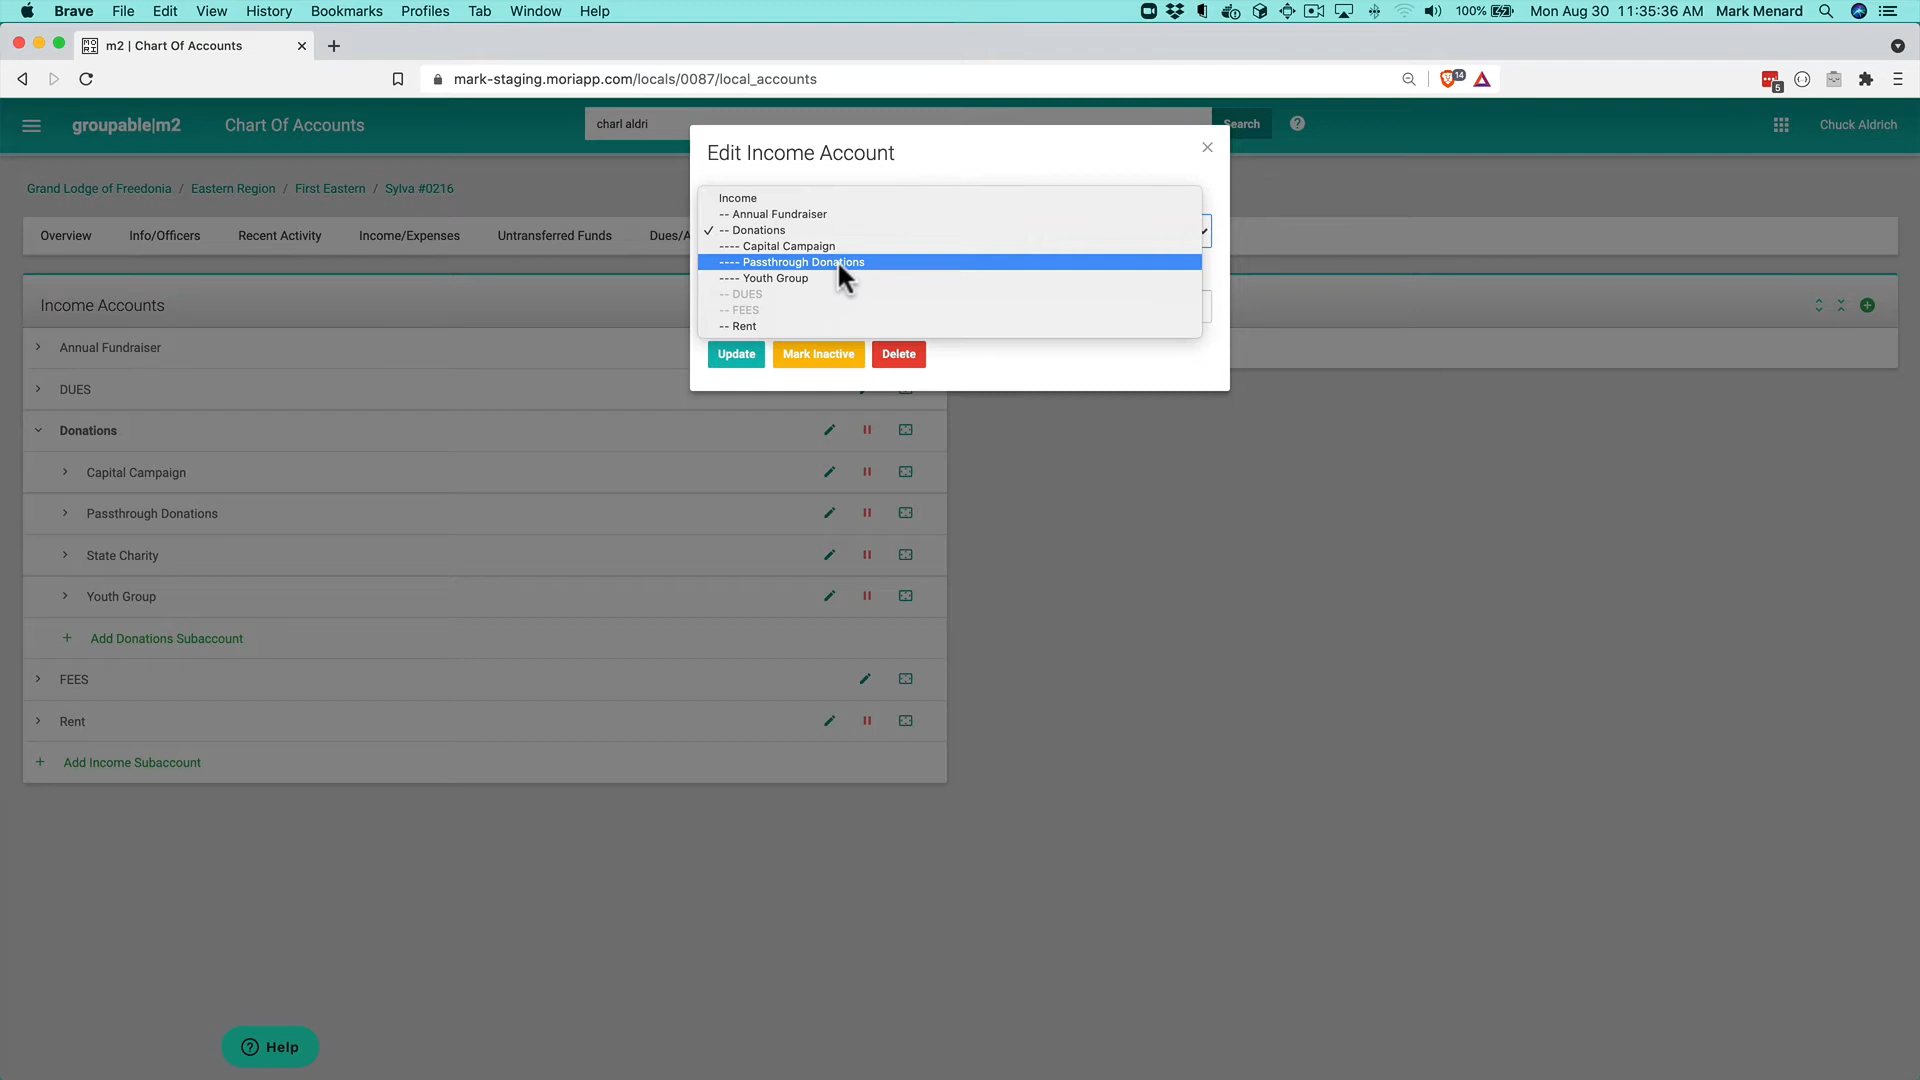 Brave File Edit View History Bookmarks Profiles Tab Window Help 100% Mon Aug 30 11:35:36 AM Mark Menard
m2 | Chart Of Accounts
mark-staging.moriapp.com/locals/0087/local_accounts 14 5
groupable|m2 Chart Of Accounts charl aldri Search Chuck Aldrich
Edit Income Account
Grand Lodge of Freedonia / Eastern Region / First Eastern / Sylva #0216
Overview Info/Officers Recent Activity Income/Expenses Untransferred Funds Dues/A
Income
-- Annual Fundraiser
-- Donations
---- Capital Campaign
---- Passthrough Donations
---- Youth Group
-- DUES
-- FEES
-- Rent
Update Mark Inactive Delete
Income Accounts
Annual Fundraiser
DUES
Donations
Capital Campaign
Passthrough Donations
State Charity
Youth Group
+ Add Donations Subaccount
FEES
Rent
+ Add Income Subaccount
Help